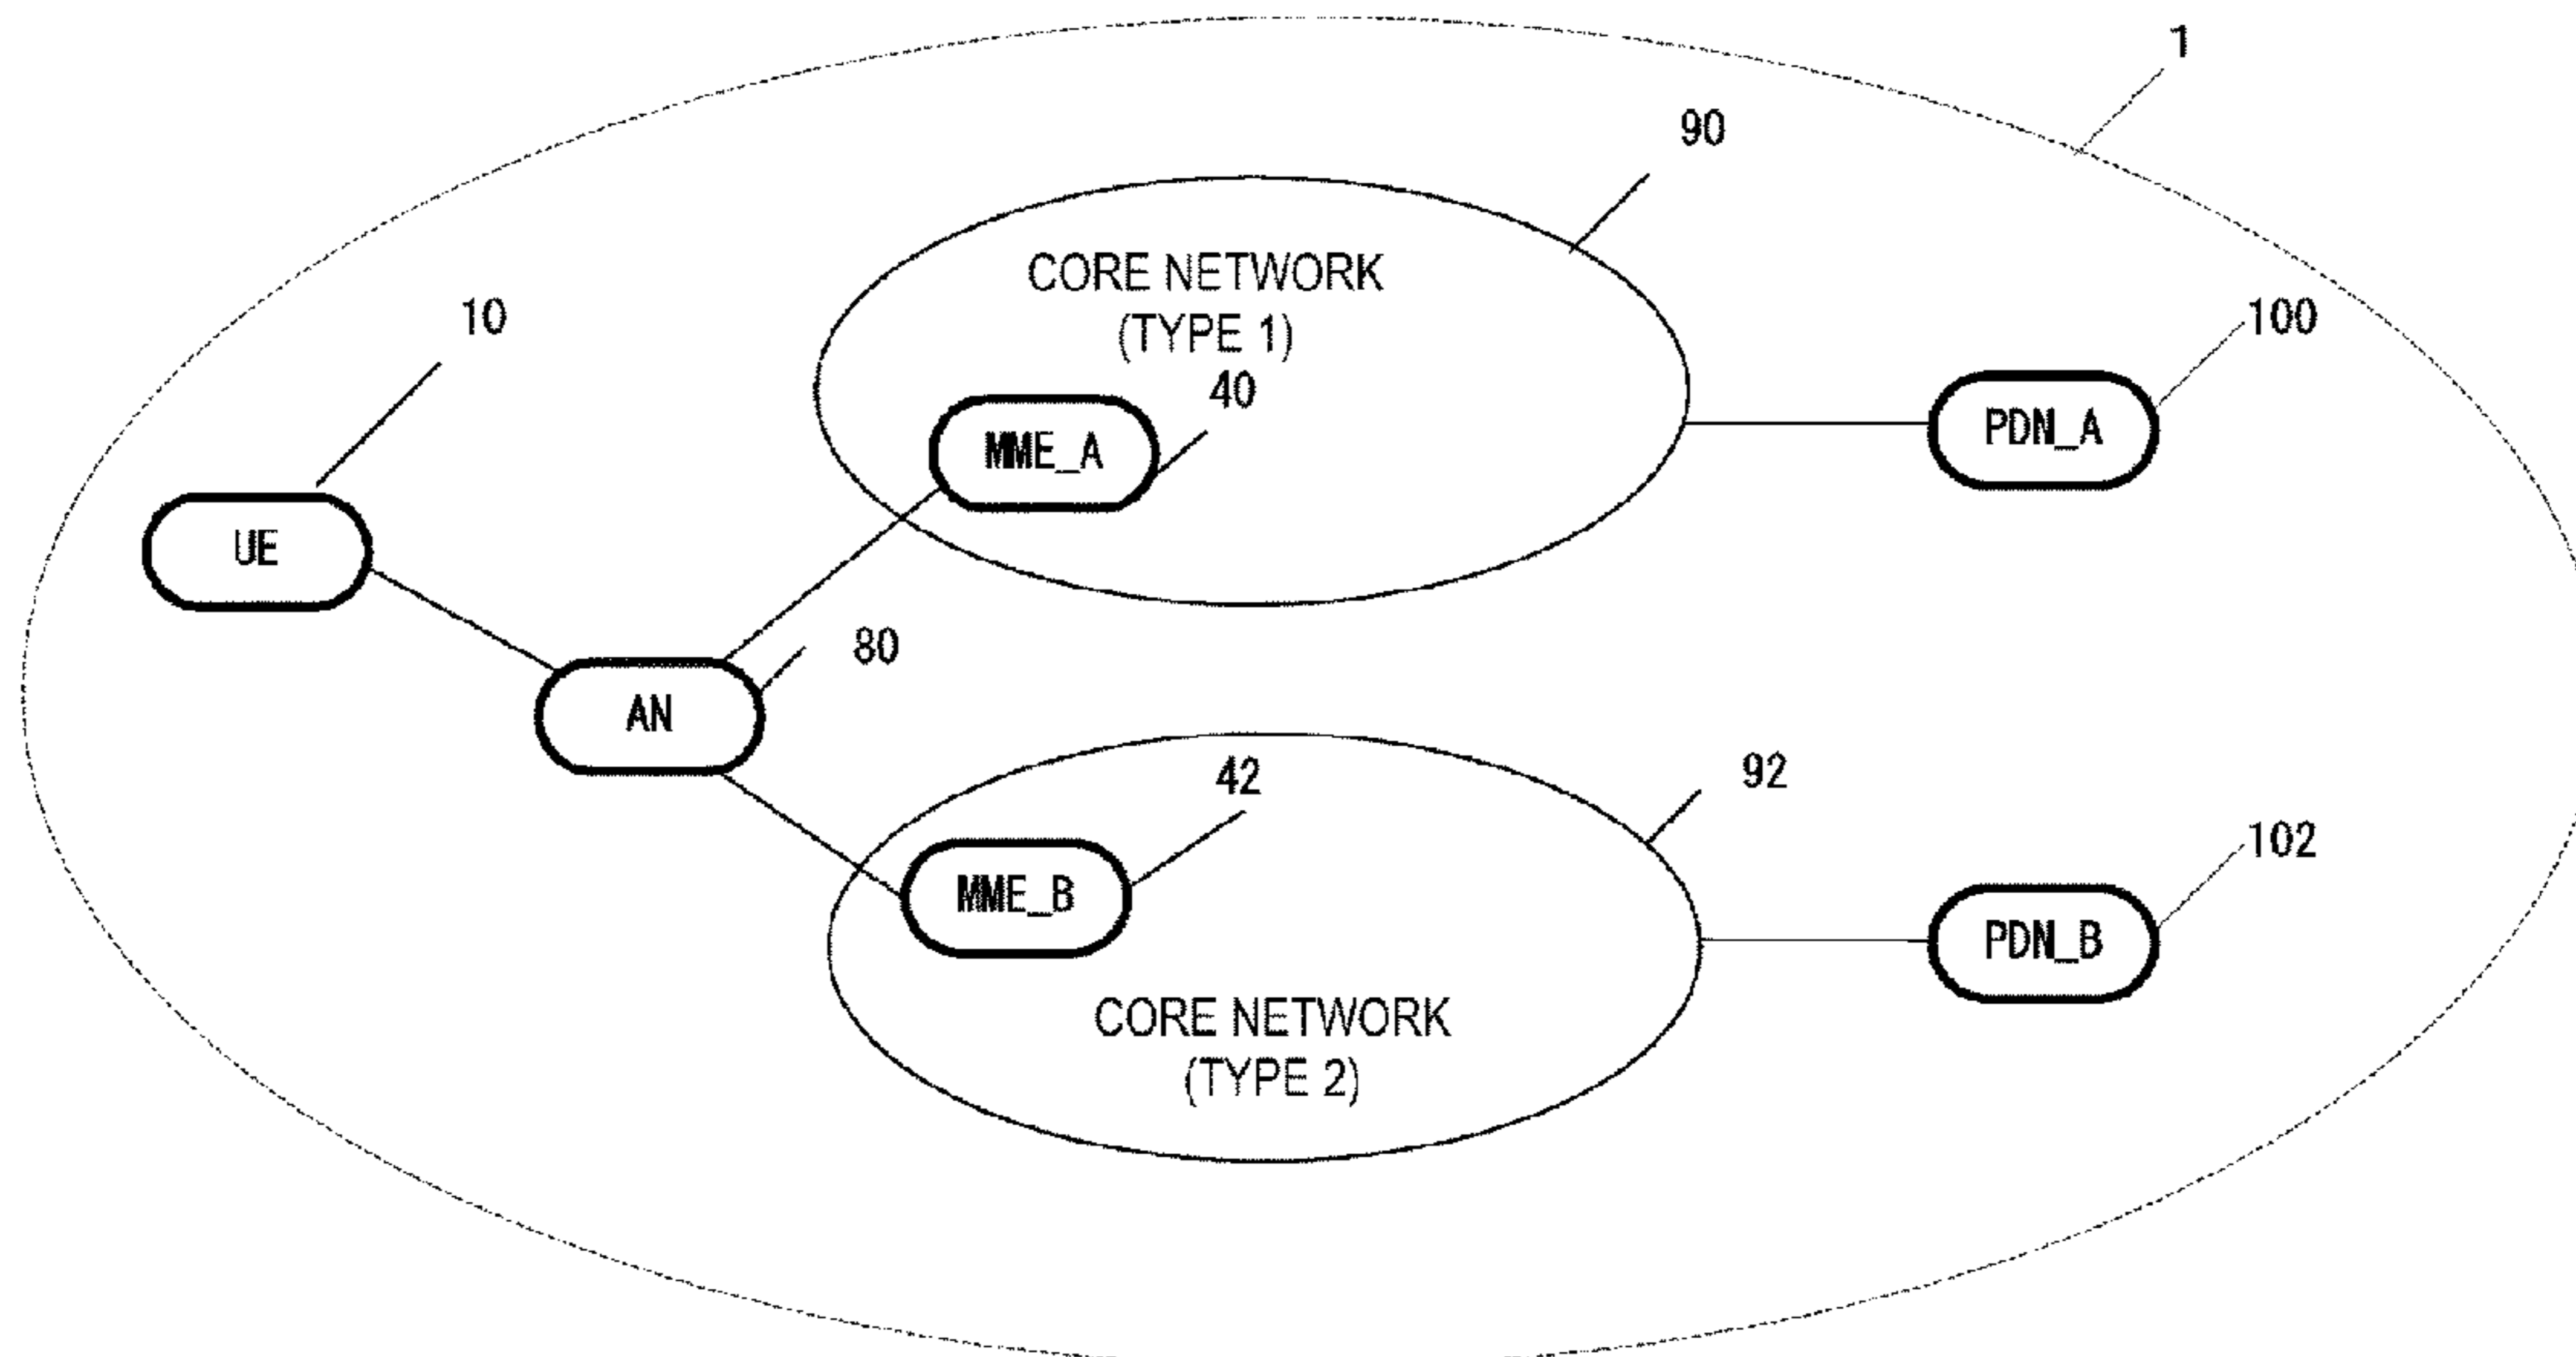 1
90
CORE NETWORK
(TYPE 1)
10
100
40
MME_A
PDN_A
UE
80
AN
42
92
102
MME_B
PDN_B
CORE NETWORK
(TYPE 2)